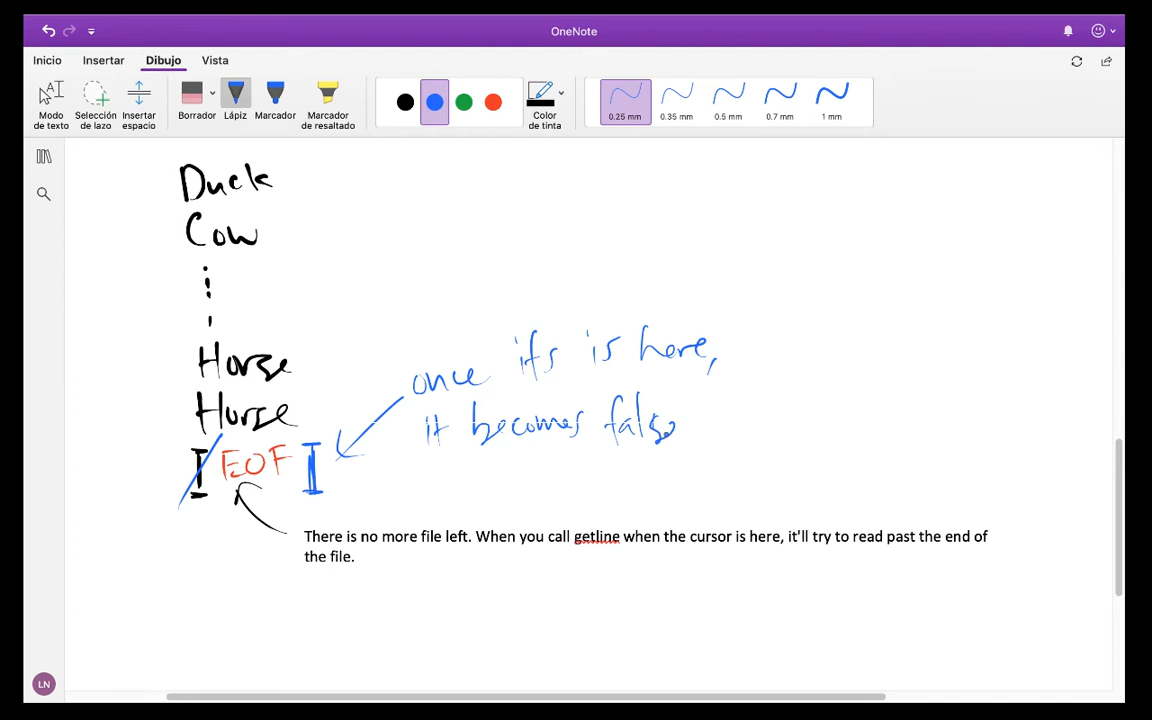 OneNote
Inicio Insertar Dibujo Vista
Modo de texto
Selección de lazo
Insertar espacio
Borrador
Lápiz
Marcador
Marcador de resaltado
Color de tinta
0.25 mm
0.35 mm
0.5 mm
0.7 mm
1 mm
Duck
Cow
Horse
Horse
EOF
once ifs is here,
it becomes false
There is no more file left. When you call getline when the cursor is here, it'll try to read past the end of
the file.
LN